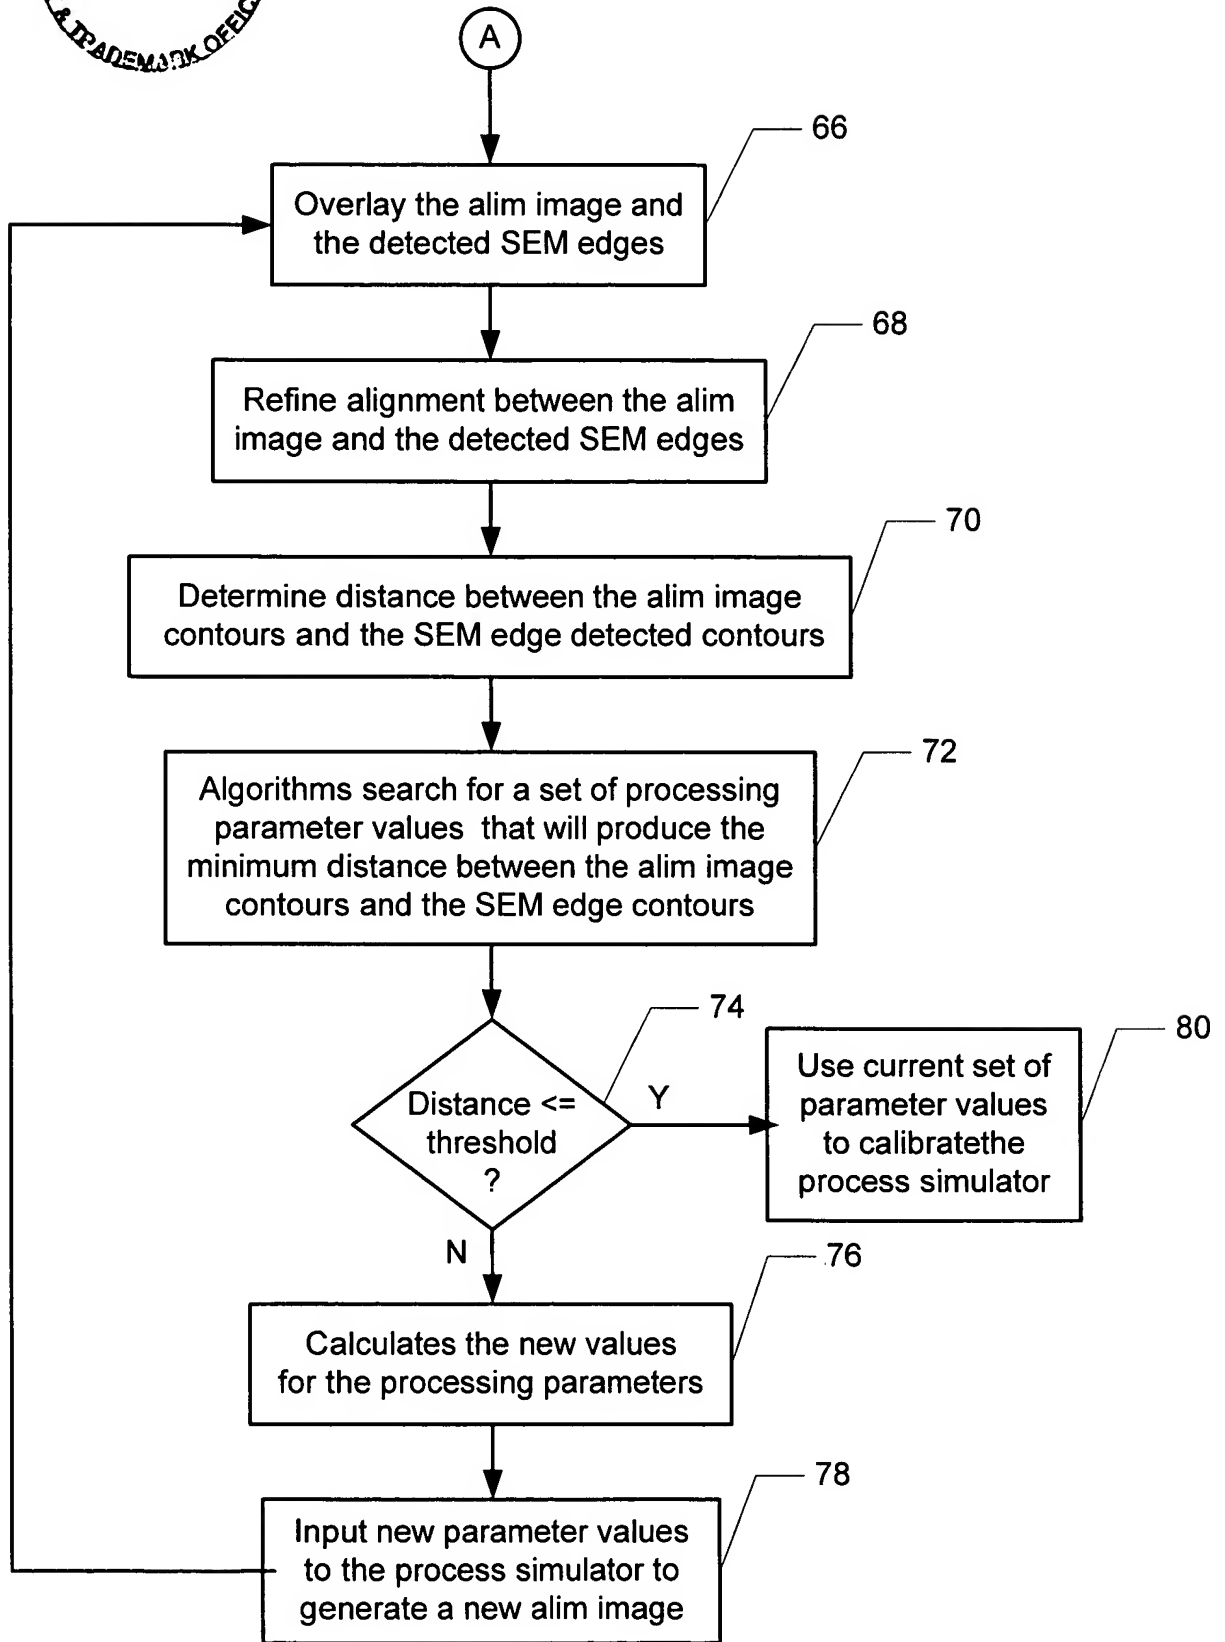 & TRADEMARK OFFIC
A
66
Overlay the alim image and
the detected SEM edges
68
Refine alignment between the alim
image and the detected SEM edges
70
Determine distance between the alim image
contours and the SEM edge detected contours
72
Algorithms search for a set of processing
parameter values that will produce the
minimum distance between the alim image
contours and the SEM edge contours
74
Distance <=
threshold
?
Y
80
Use current set of
parameter values
to calibratethe
process simulator
N
76
Calculates the new values
for the processing parameters
78
Input new parameter values
to the process simulator to
generate a new alim image